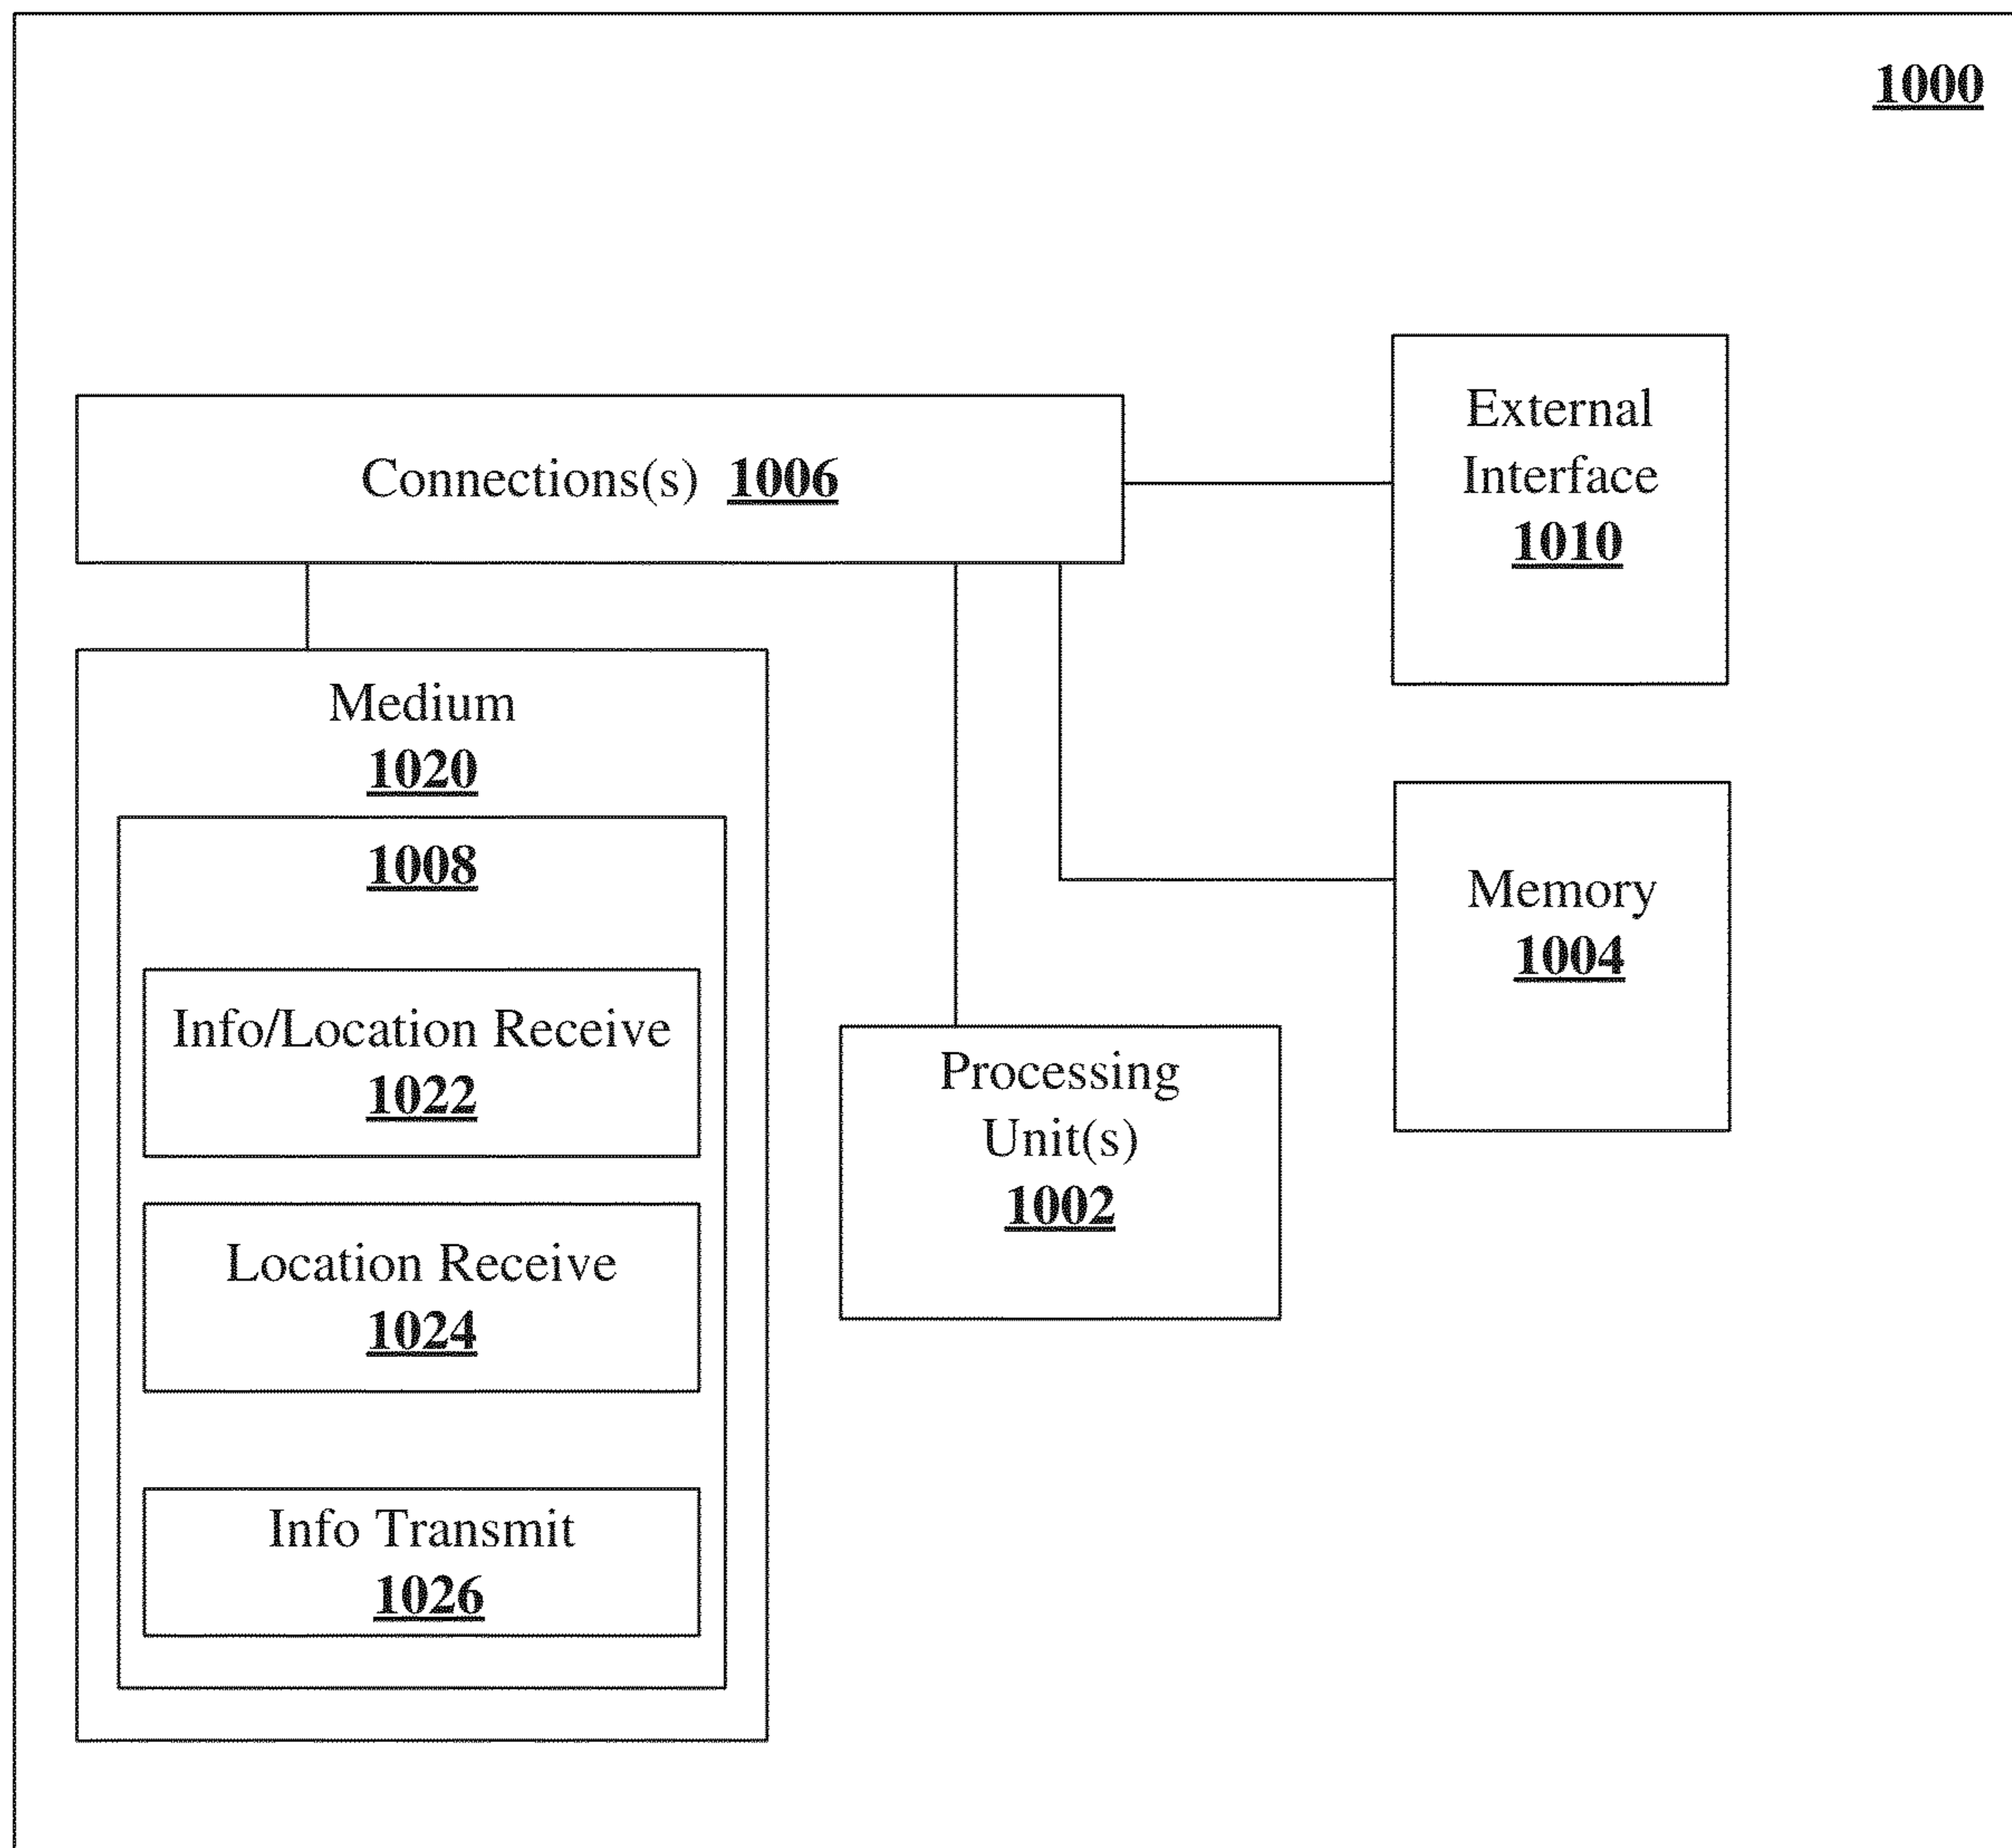 1000
Connections(s) 1006
External
Interface
1010
Medium
1020
1008
Info/Location Receive
1022
Location Receive
1024
Info Transmit
1026
Processing
Unit(s)
1002
Memory
1004